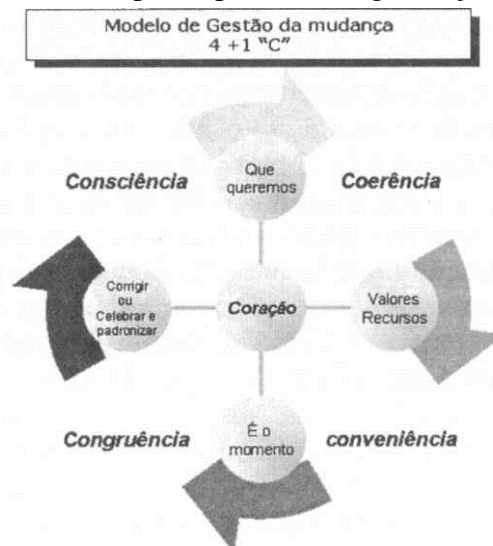 Modelo de Gestão da mudança
4 +1 “C”
Que
queremos
Consciência
Coerência
Corrigir
ou
Celebrar e
padronizar
Coração
Valores
Recursos
Congruência
É o
momento
conveniência